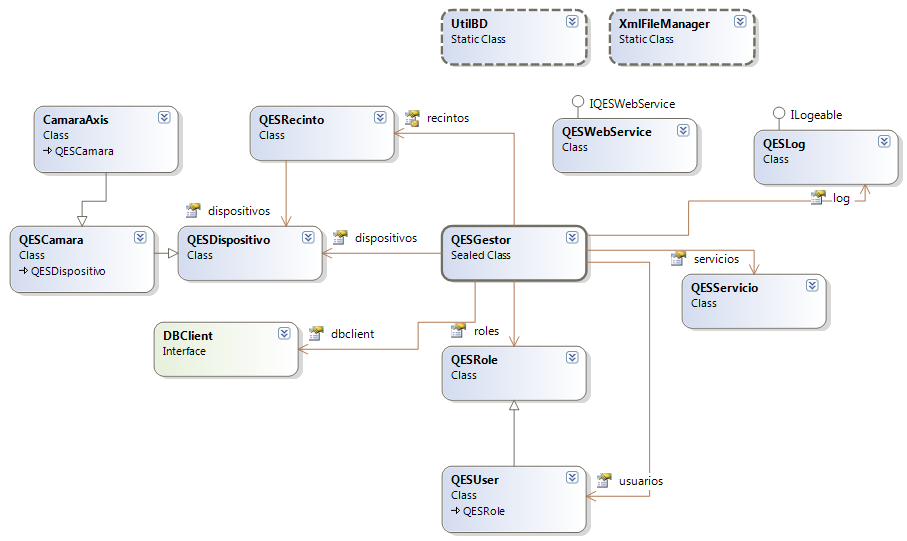 UtilBD
Static Class
XmlFileManager
Static Class
CamaraAxis
Class
QESCamara
QESRecinto
Class
recintos
IQESWebService
QESWebService
Class
ILogeable
QESLog
Class
log
dispositivos
QESCamara
Class
QESDispositivo
QESDispositivo
Class
dispositivos
QESGestor
Sealed Class
servicios
QESServicio
Class
DBClient
Interface
dbclient
roles
QESRole
Class
QESUser
Class
QESRole
usuarios